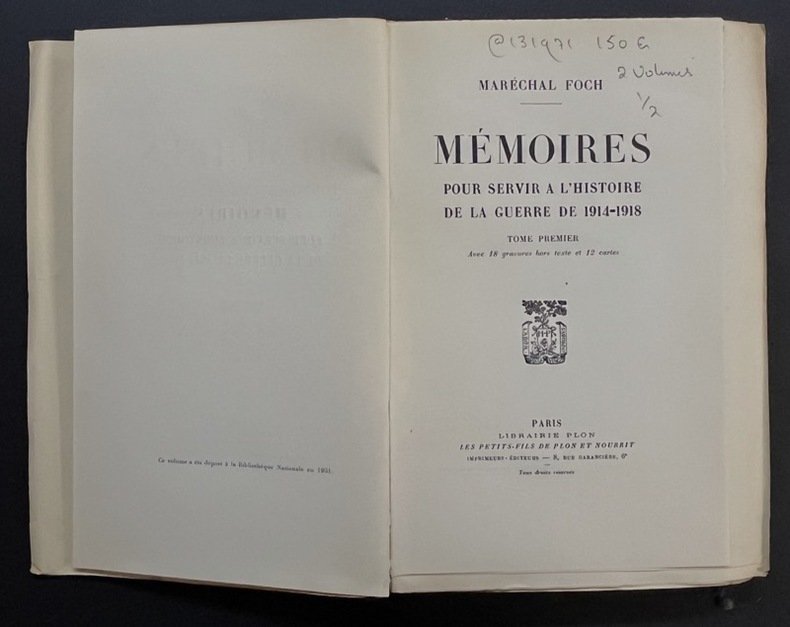 Ce volume a été déposé à la Bibliothèque Nationale en 1931.
@131971 150 €
2 Volumes
1/2
MARÉCHAL FOCH
MÉMOIRES
POUR SERVIR A L'HISTOIRE
DE LA GUERRE DE 1914-1918
TOME PREMIER
Avec 18 gravures hors texte et 12 cartes
PARIS
LIBRAIRIE PLON
LES PETITS-FILS DE PLON ET NOURRIT
IMPRIMEURS-ÉDITEURS — 8, RUE GARANCIÈRE, 6ᵉ
Tous droits réservés